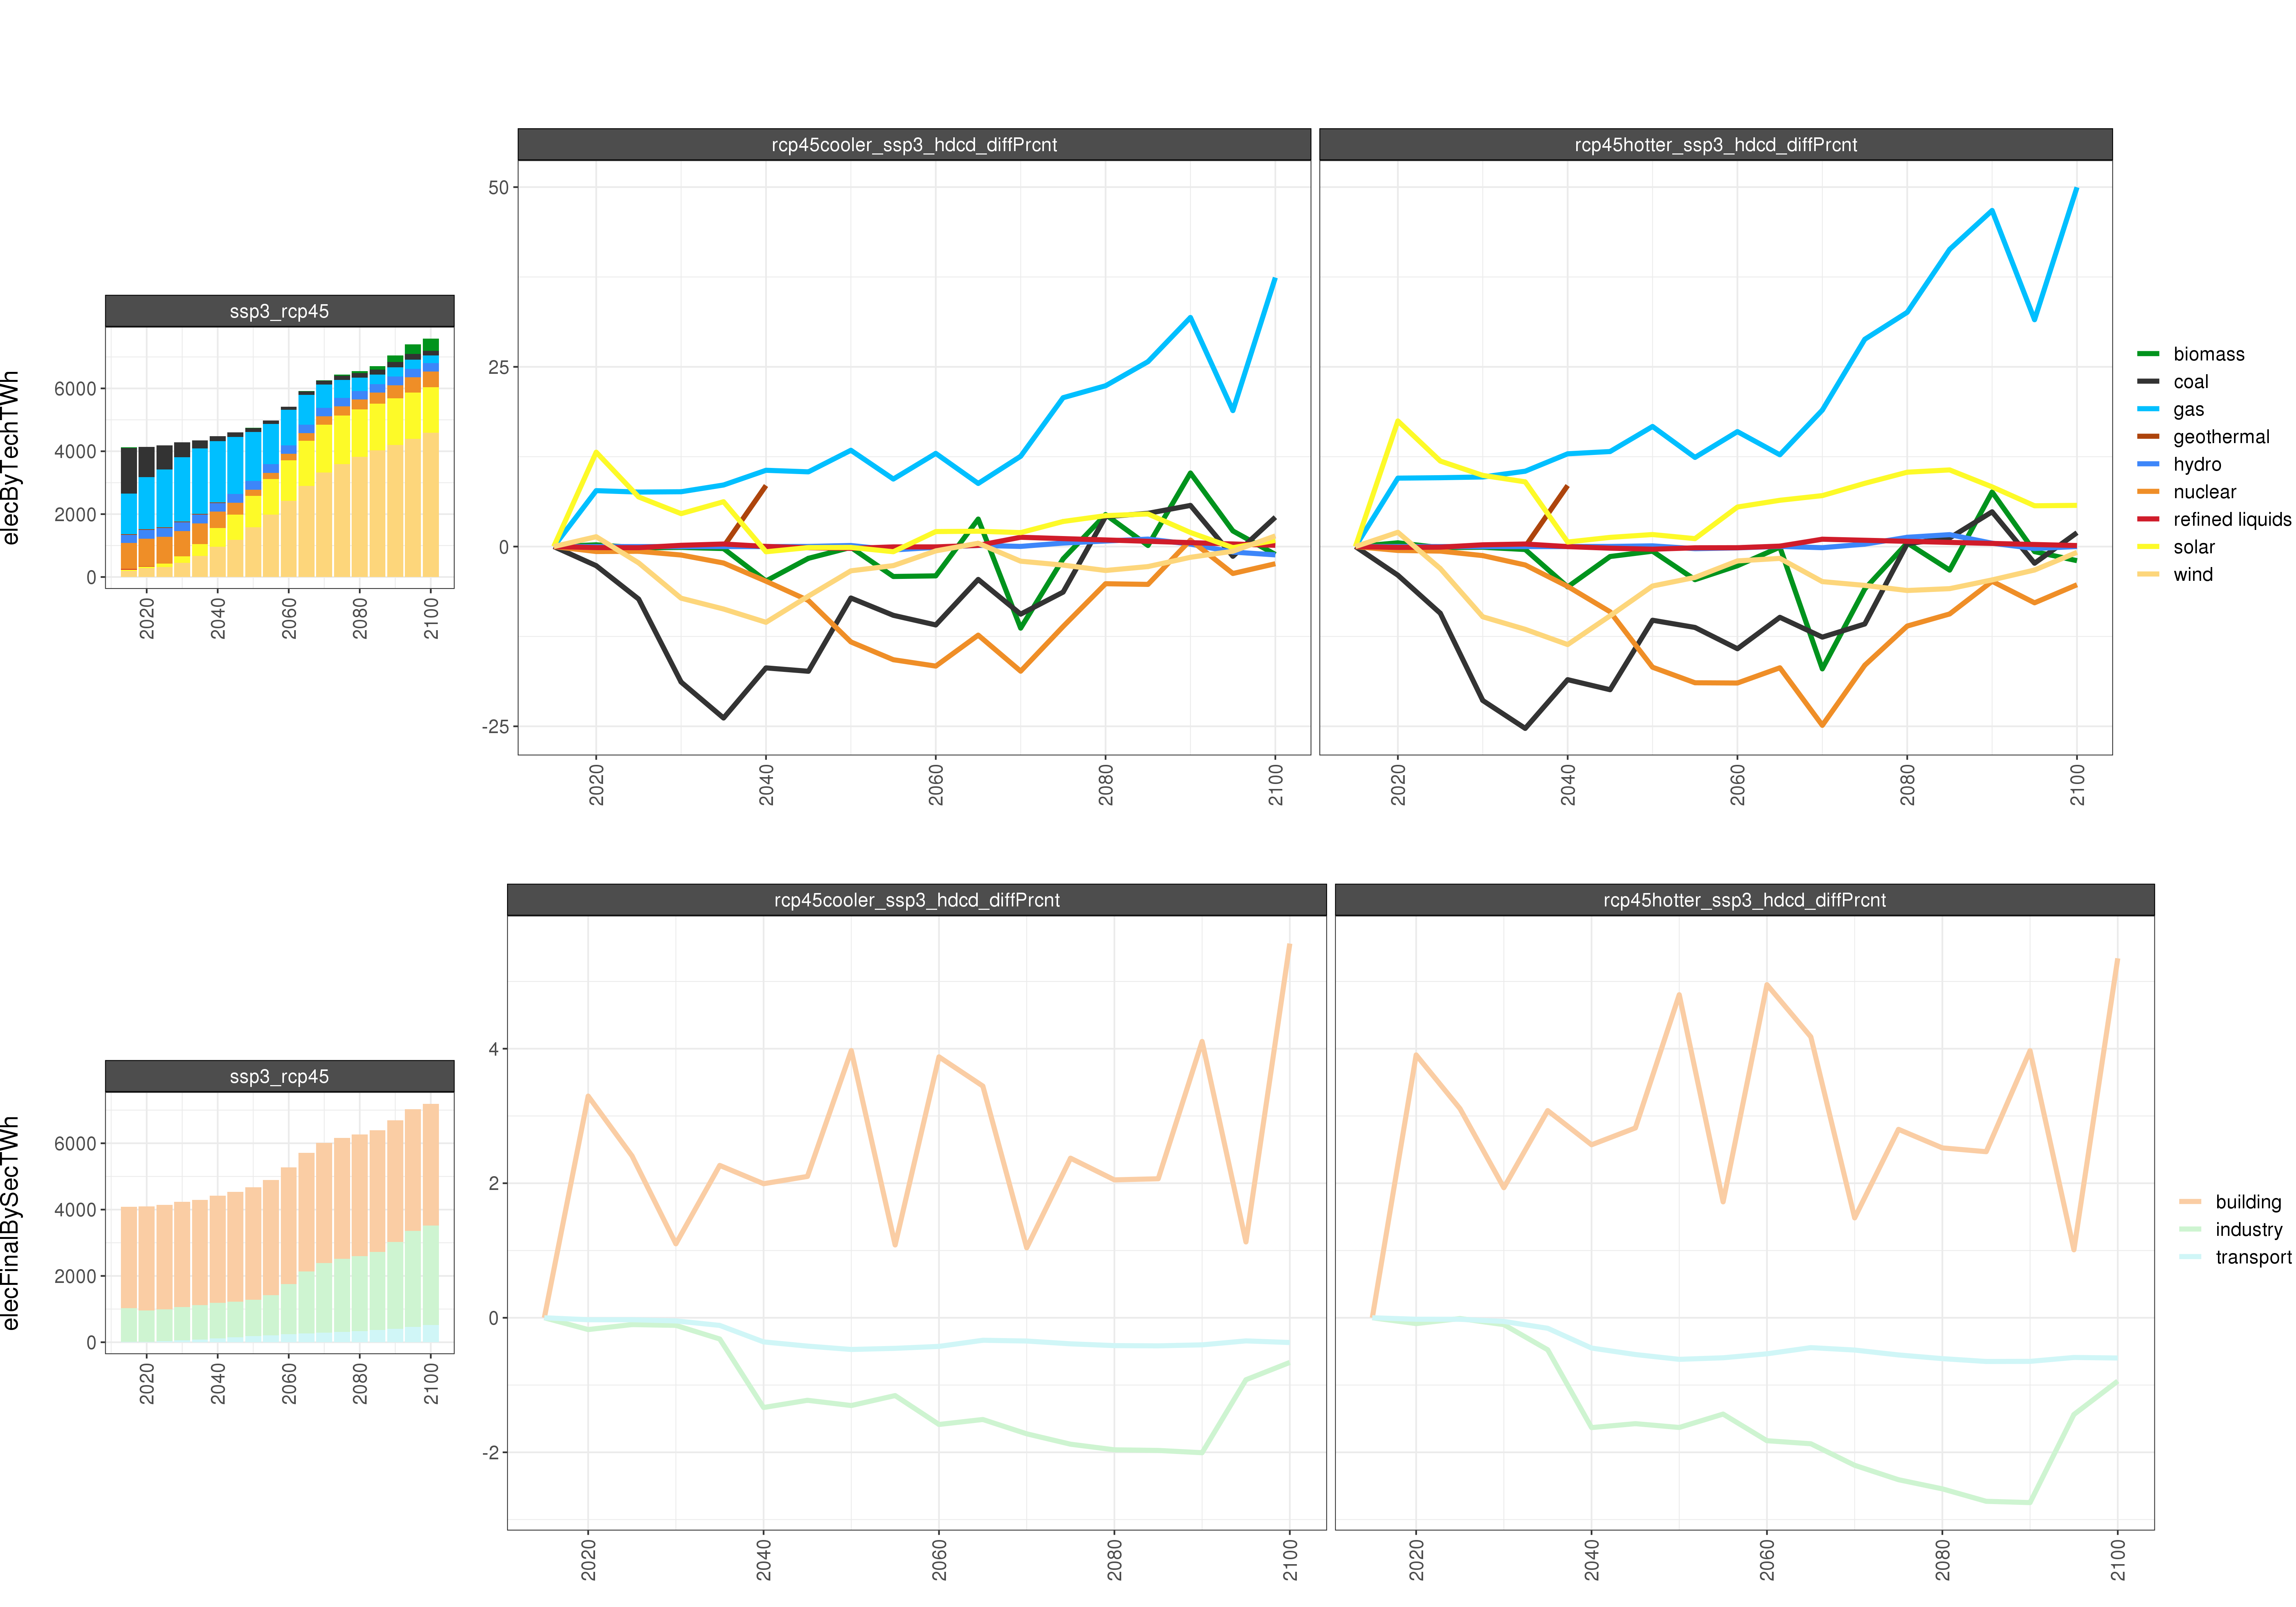 rcp45cooler_ssp3_hdcd_diffPrcnt
rcp45hotter_ssp3_hdcd_diffPrcnt
50
25
0
-25
2020
2040
2060
2080
2100
2020
2040
2060
2080
2100
ssp3_rcp45
elecByTechTWh
6000
4000
2000
0
2020
2040
2060
2080
2100
biomass
coal
gas
geothermal
hydro
nuclear
refined liquids
solar
wind
rcp45cooler_ssp3_hdcd_diffPrcnt
rcp45hotter_ssp3_hdcd_diffPrcnt
4
2
0
-2
2020
2040
2060
2080
2100
2020
2040
2060
2080
2100
ssp3_rcp45
elecFinalBySecTWh
6000
4000
2000
0
2020
2040
2060
2080
2100
building
industry
transport